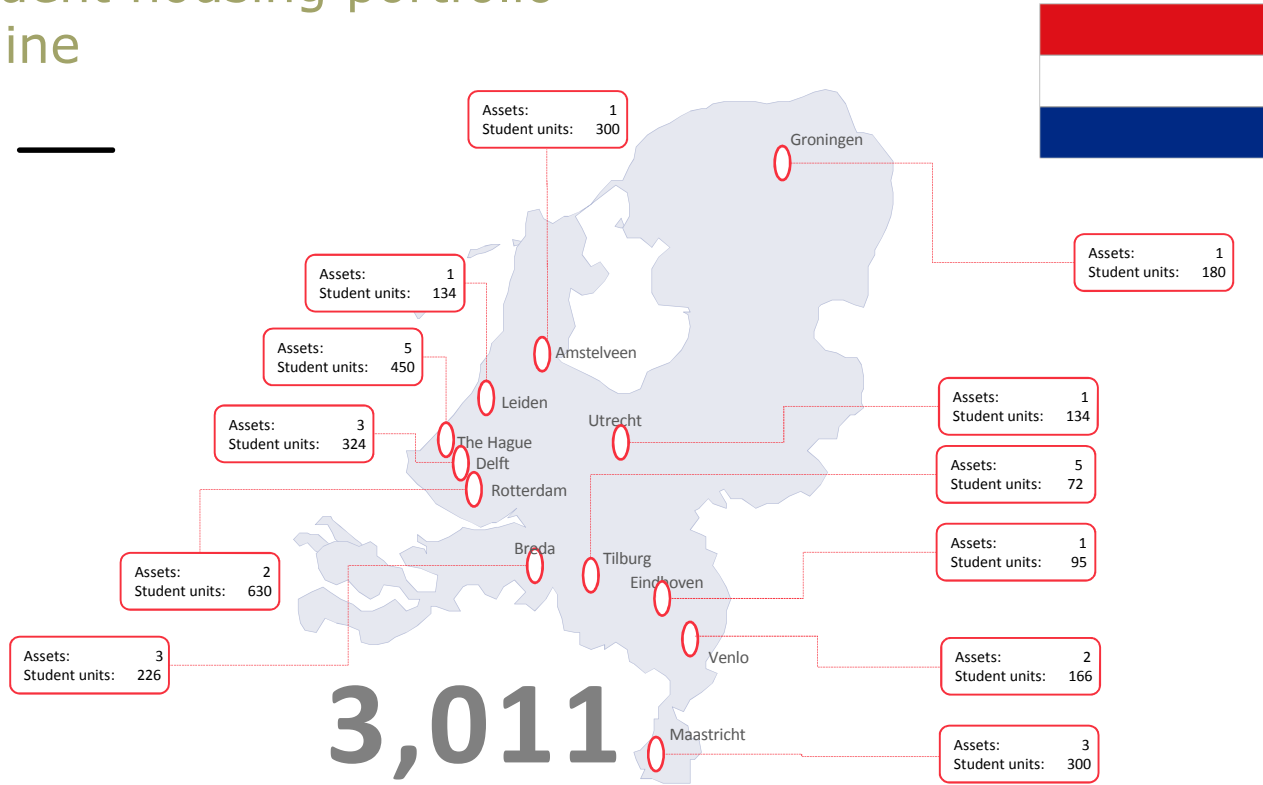 housing portfolio
Assets: 1
Student units: 300
Groningen
Assets: 1
Student units: 180
Assets: 1
Student units: 134
Assets: 5
Student units: 450
Amstelveen
Leiden
Assets: 1
Student units: 134
Utrecht
Assets: 3
Student units: 324
The Hague
Delft
Assets: 5
Student units: 72
Rotterdam
Assets: 1
Student units: 95
Breda
Tilburg
Eindhoven
Assets: 2
Student units: 630
Venlo
Assets: 3
Student units: 226
Assets: 2
Student units: 166
3,011
Maastricht
Assets: 3
Student units: 300